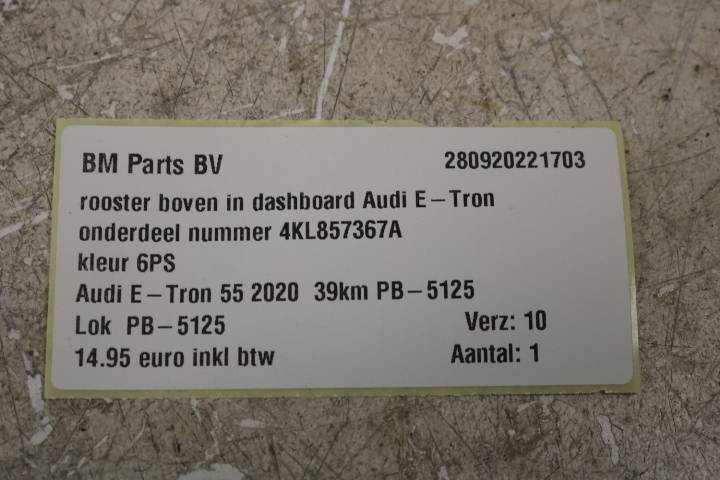 BM Parts BV 280920221703
rooster boven in dashboard Audi E-Tron
onderdeel nummer 4KL857367A
kleur 6PS
Audi E-Tron 55 2020 39km PB-5125
Lok PB-5125 Verz: 10
14.95 euro inkl btw Aantal: 1